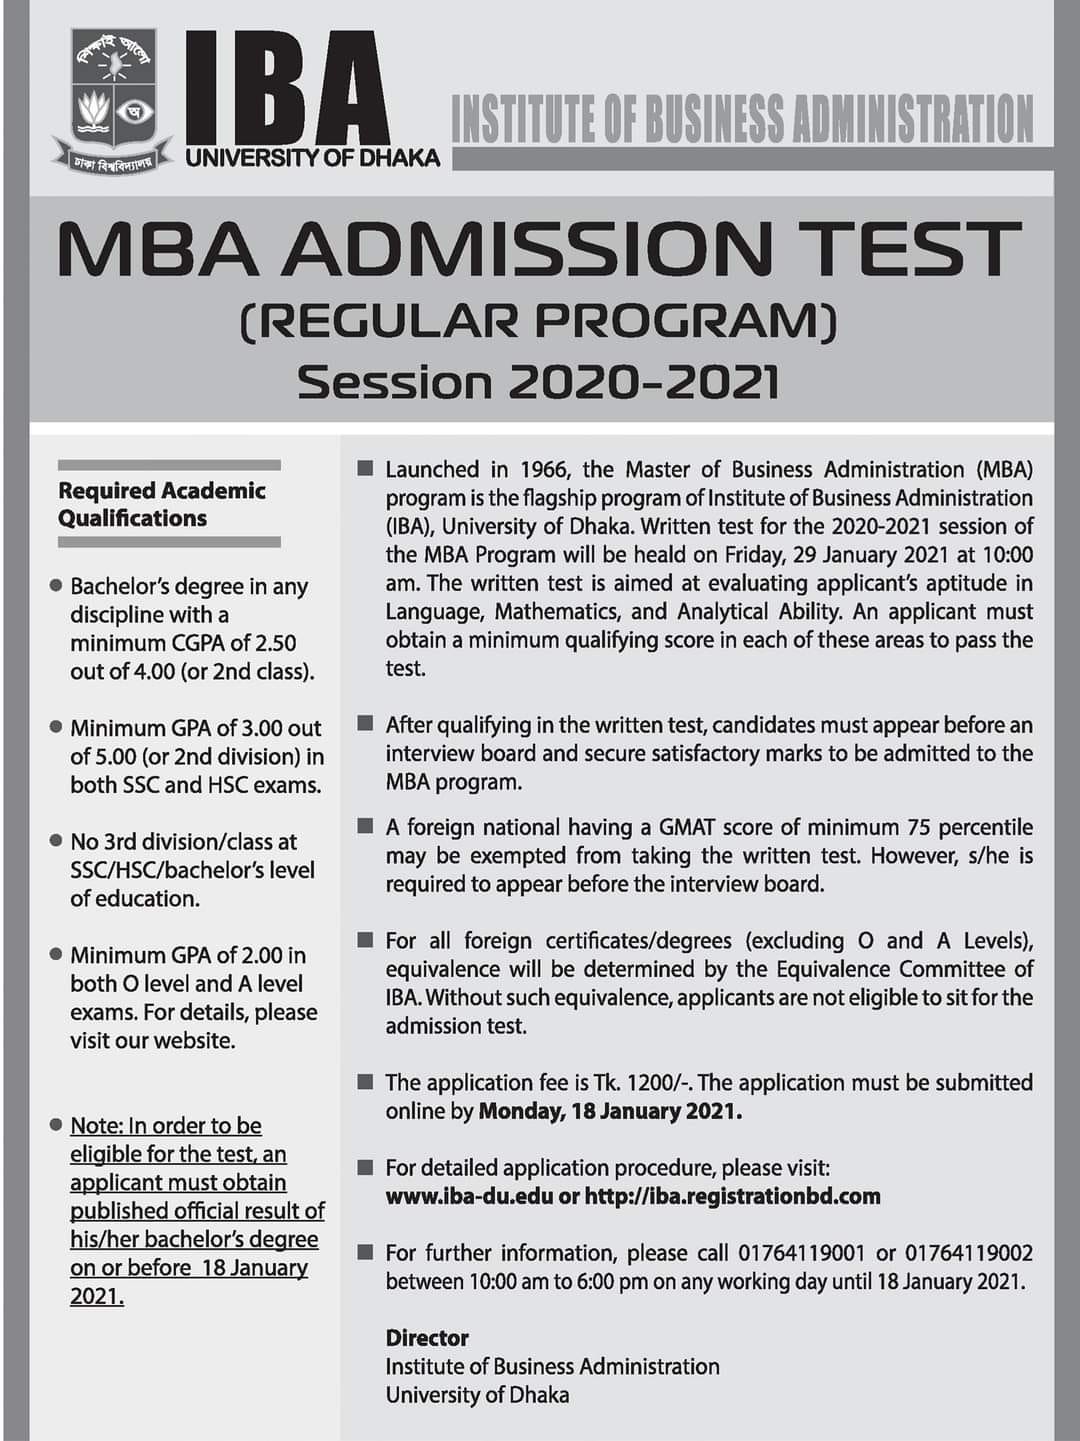 শিক্ষাই আলো
অ
ঢাকা বিশ্ববিদ্যালয়
IBA
UNIVERSITY OF DHAKA
INSTITUTE OF BUSINESS ADMINISTRATION
MBA ADMISSION TEST
(REGULAR PROGRAM)
Session 2020-2021
Required Academic
Qualifications
Bachelor's degree in any
discipline with a
minimum CGPA of 2.50
out of 4.00 (or 2nd class).
Minimum GPA of 3.00 out
of 5.00 (or 2nd division) in
both SSC and HSC exams.
No 3rd division/class at
SSC/HSC/bachelor's level
of education.
Minimum GPA of 2.00 in
both O level and A level
exams. For details, please
visit our website.
Note: In order to be
eligible for the test, an
applicant must obtain
published official result of
his/her bachelor's degree
on or before 18 January
2021.
Launched in 1966, the Master of Business Administration (MBA)
program is the flagship program of Institute of Business Administration
(IBA), University of Dhaka. Written test for the 2020-2021 session of
the MBA Program will be heald on Friday, 29 January 2021 at 10:00
am. The written test is aimed at evaluating applicant's aptitude in
Language, Mathematics, and Analytical Ability. An applicant must
obtain a minimum qualifying score in each of these areas to pass the
test.
After qualifying in the written test, candidates must appear before an
interview board and secure satisfactory marks to be admitted to the
MBA program.
A foreign national having a GMAT score of minimum 75 percentile
may be exempted from taking the written test. However, s/he is
required to appear before the interview board.
For all foreign certificates/degrees (excluding O and A Levels),
equivalence will be determined by the Equivalence Committee of
IBA. Without such equivalence, applicants are not eligible to sit for the
admission test.
The application fee is Tk. 1200/-. The application must be submitted
online by Monday, 18 January 2021.
For detailed application procedure, please visit:
www.iba-du.edu or http://iba.registrationbd.com
For further information, please call 01764119001 or 01764119002
between 10:00 am to 6:00 pm on any working day until 18 January 2021.
Director
Institute of Business Administration
University of Dhaka